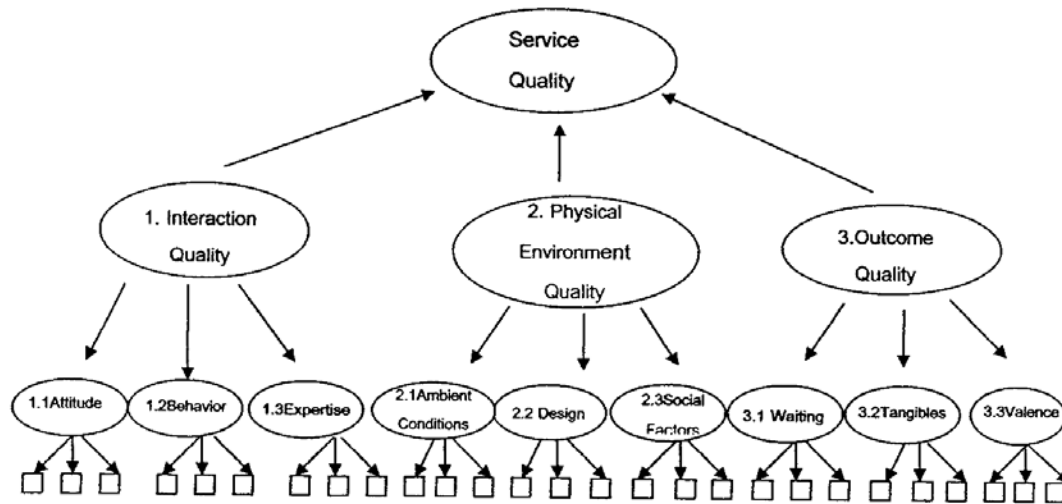 Service
Quality
1. Interaction
Quality
2. Physical
Environment
Quality
3.Outcome
Quality
1.1Attitude
1.2Behavior
1.3Expertise
2.1Ambient
Conditions
2.2 Design
2.3Social
Factors
3.1 Waiting
3.2Tangibles
3.3Valence